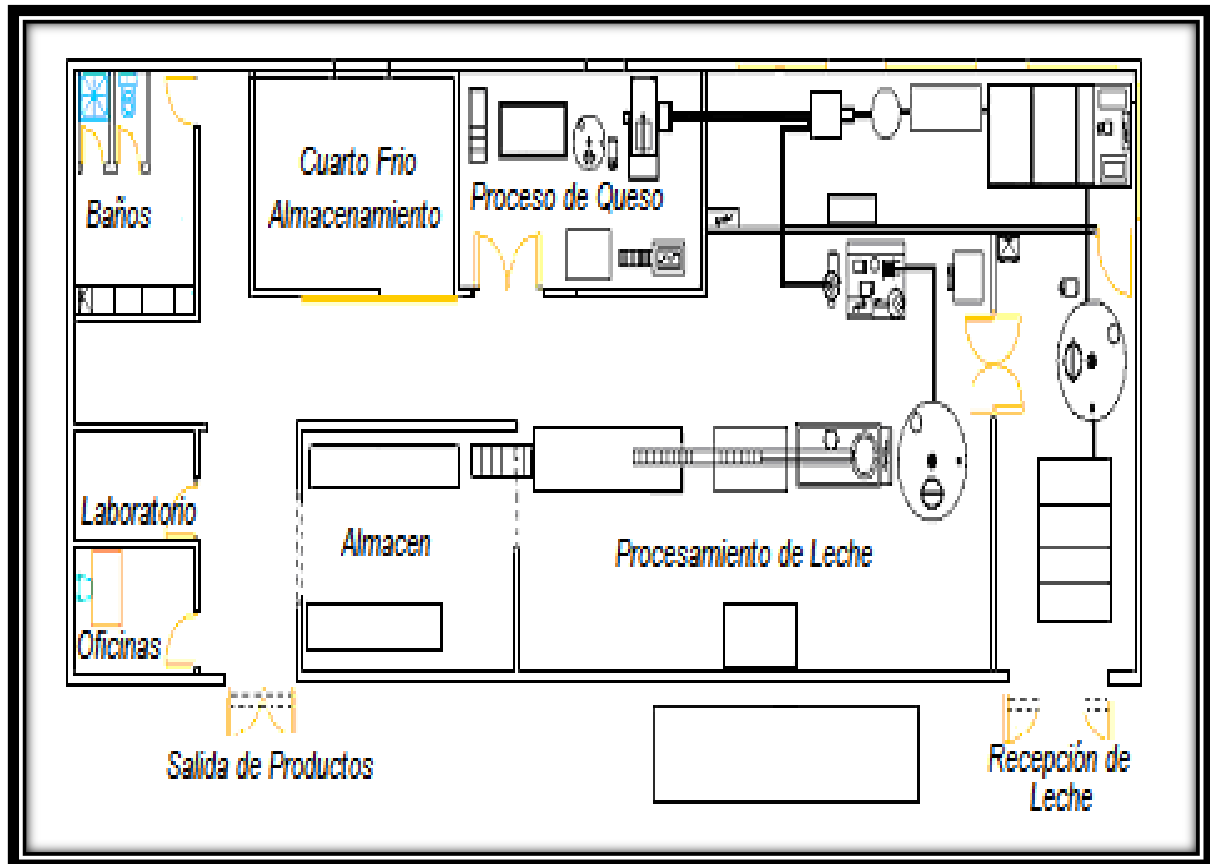 Cuarto Frio
Almacenamiento
Proceso de Queso
Baños
Laboratorio
Almacen
Procesamiento de Leche
Oficinas
Salida de Productos
Recepción de
Leche